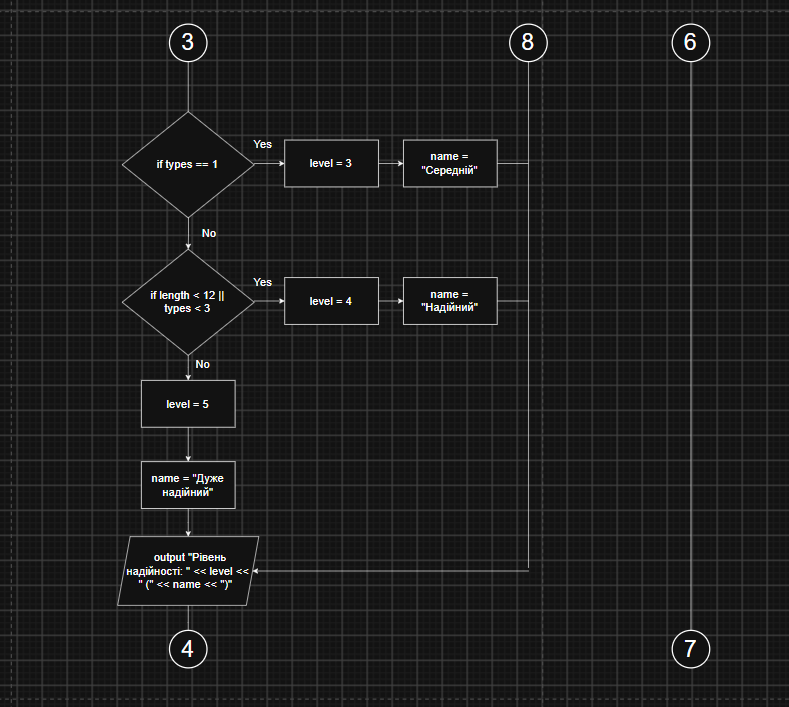 3
8
6
if types == 1
Yes
level = 3
name =
"Середній"
No
if length < 12 ||
types < 3
Yes
level = 4
name =
"Надійний"
No
level = 5
name = "Дуже
надійний"
output "Рівень
надійності: " << level <<
" (" << name << ")"
4
7